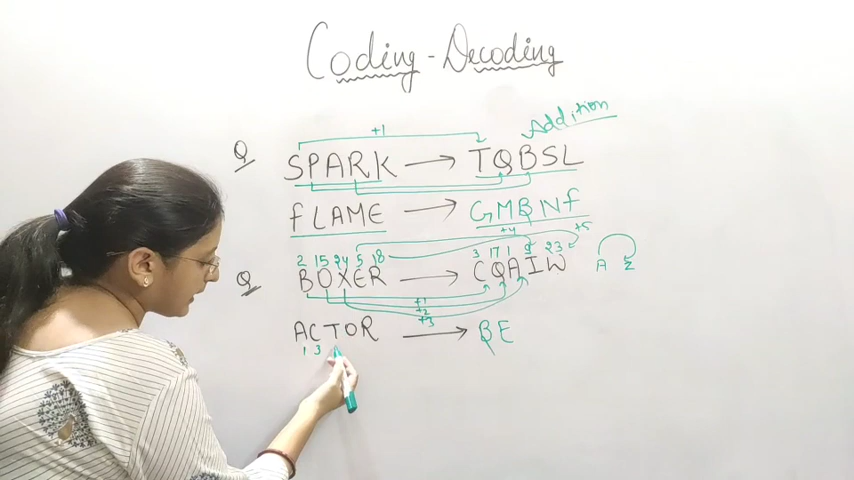 Coding - Decoding
Addition
+1
Q SPARK → TQBSL
FLAME → GMBNF
+4 +5
2 15 24 5 18 3 17 1 9 23
Q BOXER → CQAIW A Z
+1
+2
+3
ACTOR → BE
1 3